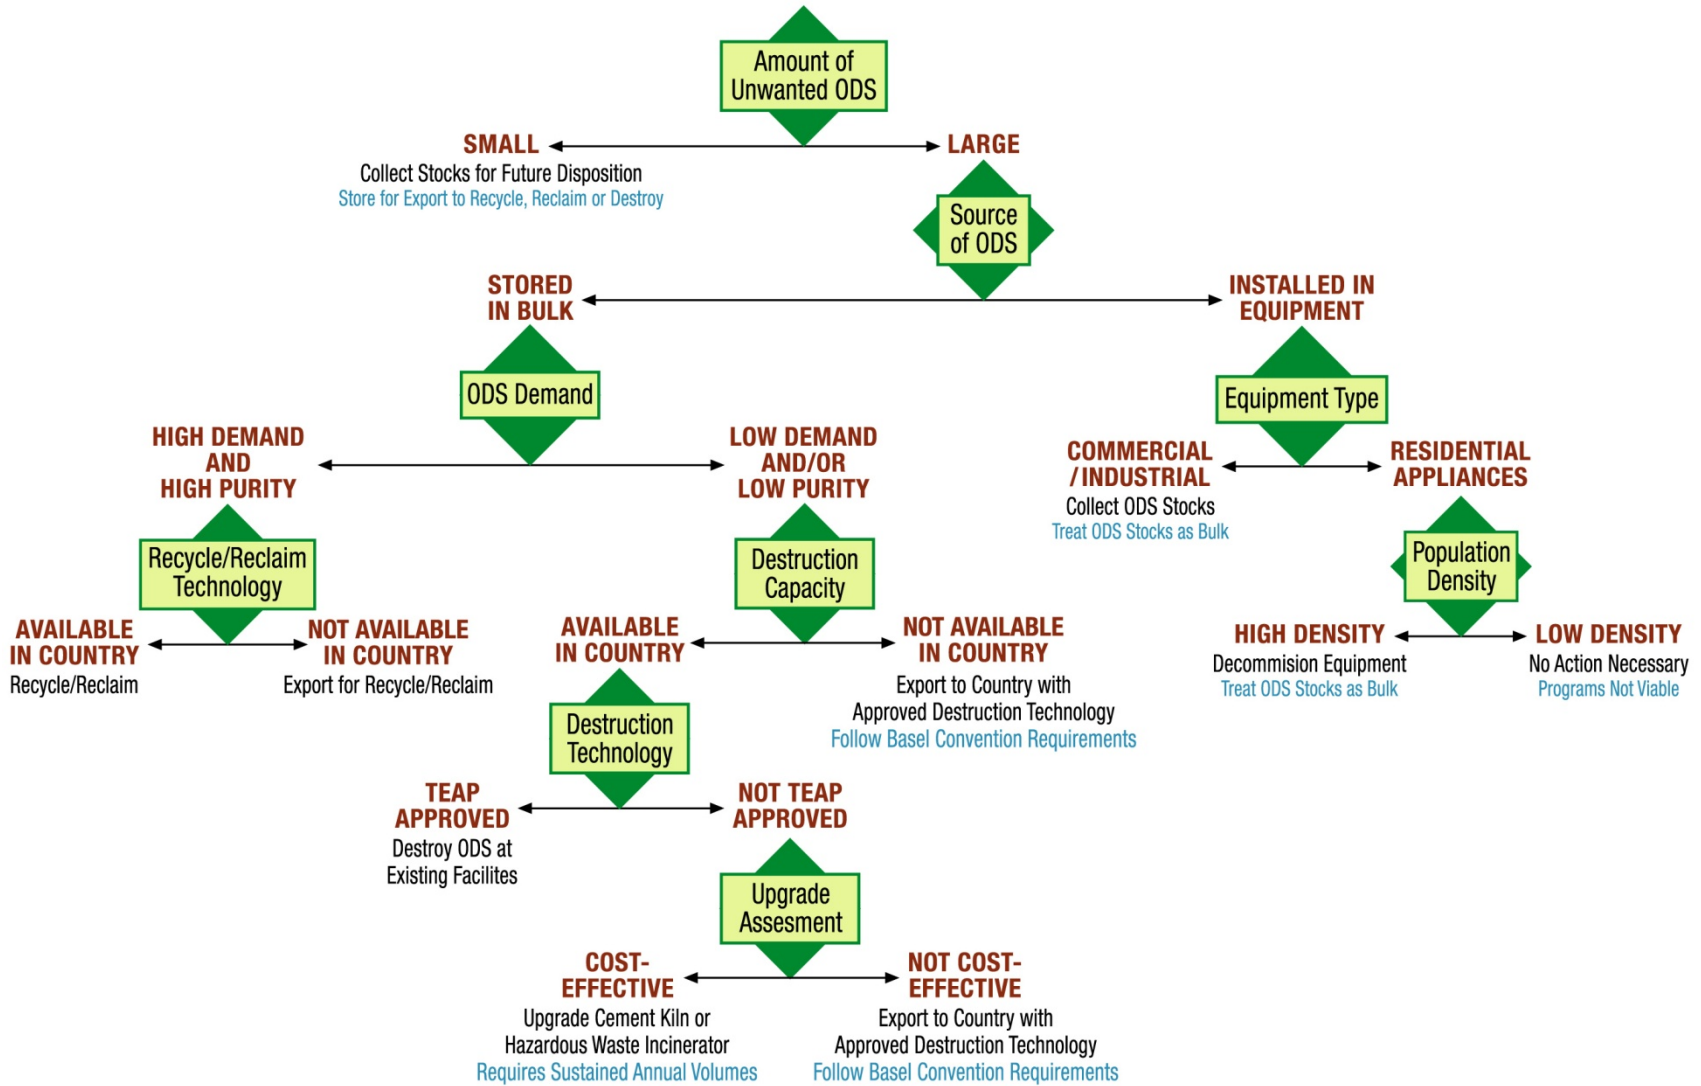 Amount of
Unwanted ODS
SMALL
LARGE
Collect Stocks for Future Disposition
Store for Export to Recycle, Reclaim or Destroy
Source
of ODS
STORED
IN BULK
INSTALLED IN
EQUIPMENT
ODS Demand
Equipment Type
HIGH DEMAND
AND
HIGH PURITY
LOW DEMAND
AND/OR
LOW PURITY
COMMERCIAL
/INDUSTRIAL
Collect ODS Stocks
Treat ODS Stocks as Bulk
RESIDENTIAL
APPLIANCES
Recycle/Reclaim
Technology
Destruction
Capacity
Population
Density
AVAILABLE
IN COUNTRY
Recycle/Reclaim
NOT AVAILABLE
IN COUNTRY
Export for Recycle/Reclaim
AVAILABLE
IN COUNTRY
NOT AVAILABLE
IN COUNTRY
Export to Country with
Approved Destruction Technology
Follow Basel Convention Requirements
HIGH DENSITY
Decommision Equipment
Treat ODS Stocks as Bulk
LOW DENSITY
No Action Necessary
Programs Not Viable
Destruction
Technology
TEAP
APPROVED
Destroy ODS at
Existing Facilites
NOT TEAP
APPROVED
Upgrade
Assesment
COST-
EFFECTIVE
Upgrade Cement Kiln or
Hazardous Waste Incinerator
Requires Sustained Annual Volumes
NOT COST-
EFFECTIVE
Export to Country with
Approved Destruction Technology
Follow Basel Convention Requirements